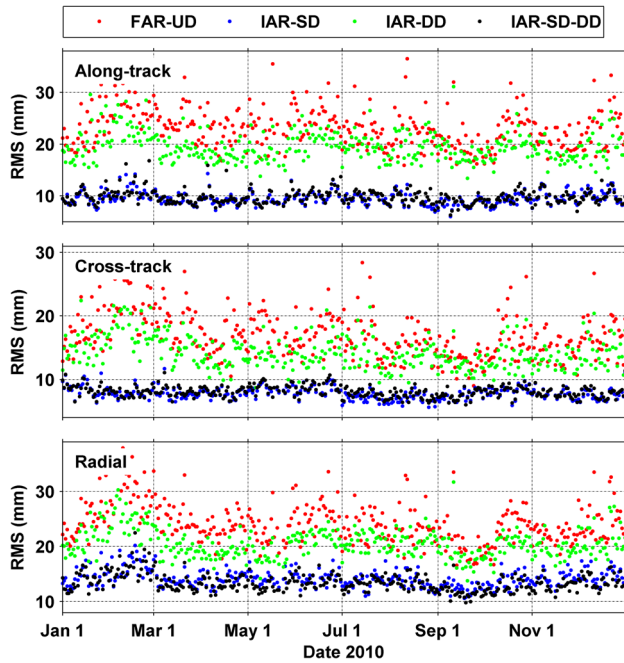 FAR-UD IAR-SD IAR-DD IAR-SD-DD
Along-track
RMS (mm)
30
20
10
Cross-track
RMS (mm)
30
20
10
Radial
RMS (mm)
30
20
10
Jan 1 Mar 1 May 1 Jul 1 Sep 1 Nov 1
Date 2010